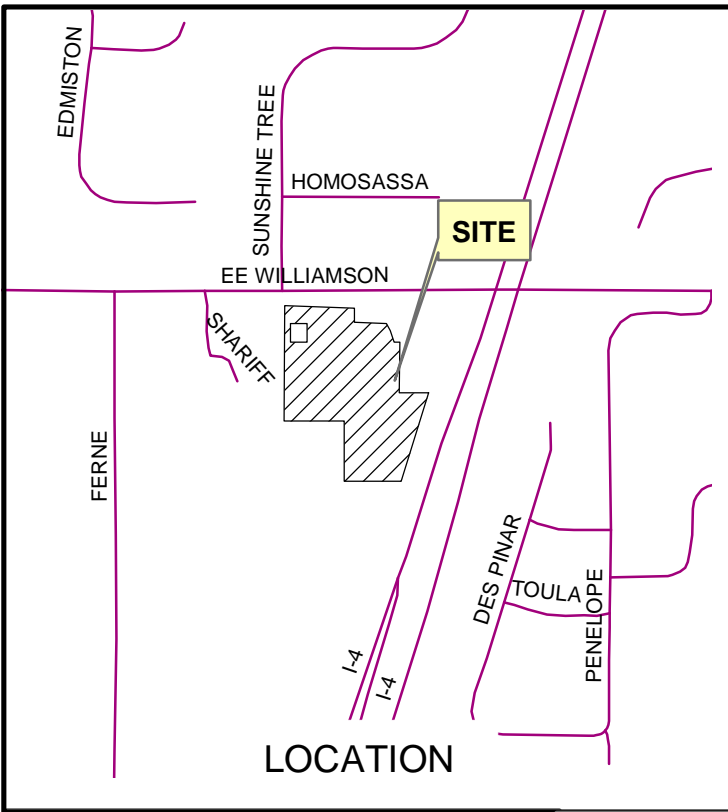 EDMISTON
SUNSHINE TREE
HOMOSASSA
SITE
EE WILLIAMSON
SHARIFF
FERNE
DES PINAR
TOULA
PENELOPE
I-4
I-4
LOCATION